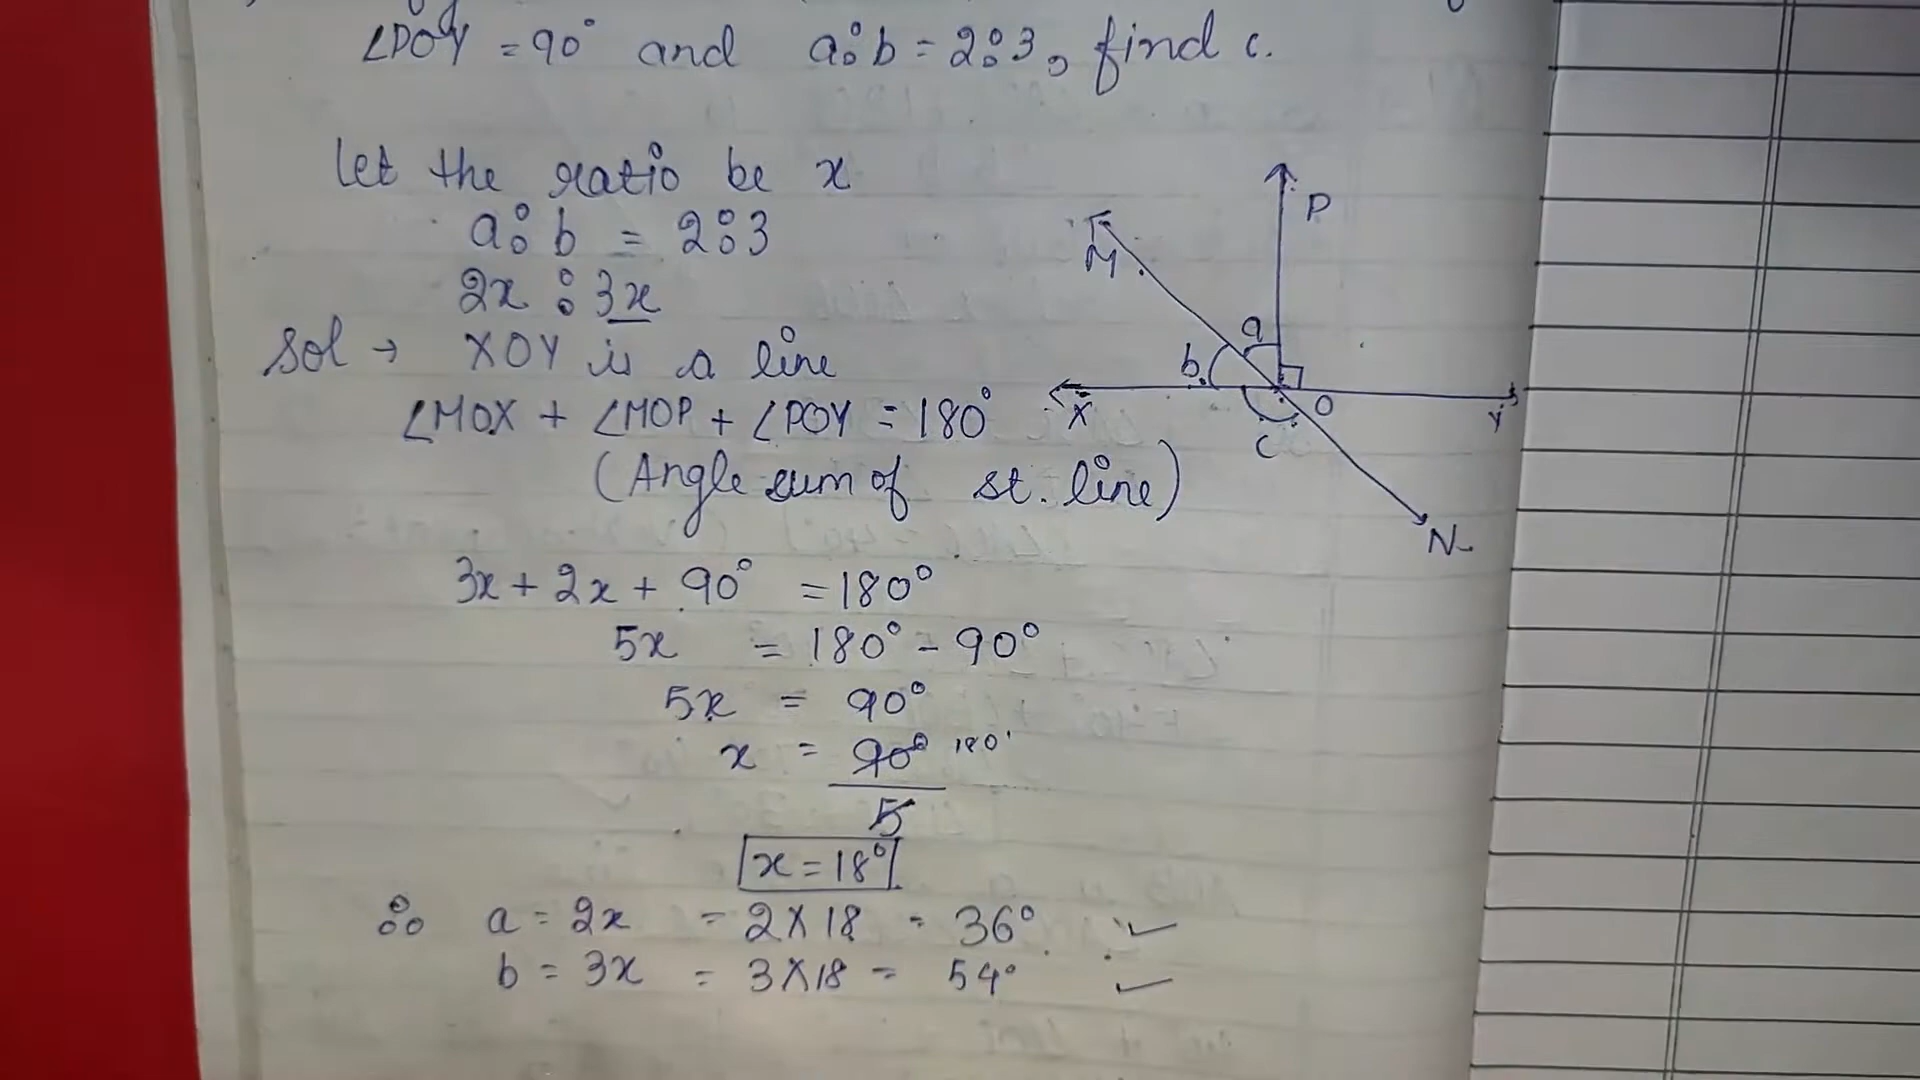 ∠POY = 90° and a:b = 2:3, find c.
Let the ratio be x
a:b = 2:3
2x : 3x
Sol → XOY is a line
∠MOX + ∠MOP + ∠POY = 180°
(Angle sum of st. line)
3x + 2x + 90° = 180°
5x = 180° - 90°
5x = 90°
x = 90° 180'
5
x = 18°
∴ a = 2x = 2 X 18 = 36°
b = 3x = 3 X 18 = 54°
P
M
a
b
X
O
Y
C
N